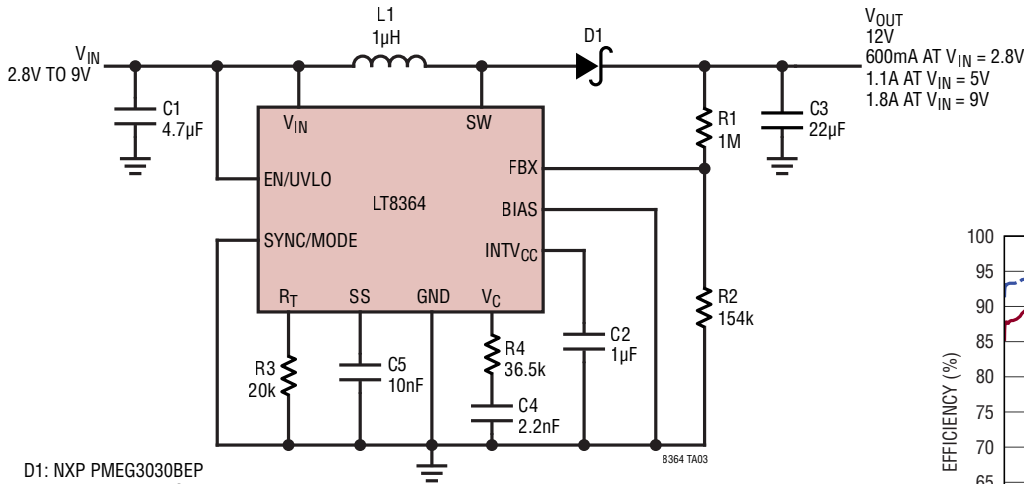 L1
1µH
D1
VIN
2.8V TO 9V
VOUT
12V
600mA AT VIN = 2.8V
1.1A AT VIN = 5V
1.8A AT VIN = 9V
C1
4.7µF
VIN
SW
R1
1M
C3
22µF
EN/UVLO
FBX
LT8364
BIAS
SYNC/MODE
INTVCC
RT
SS
GND
VC
R2
154k
R3
20k
C5
10nF
R4
36.5k
C2
1µF
C4
2.2nF
8364 TA03
D1: NXP PMEG3030BEP
100
95
90
85
80
75
70
65
EFFICIENCY (%)